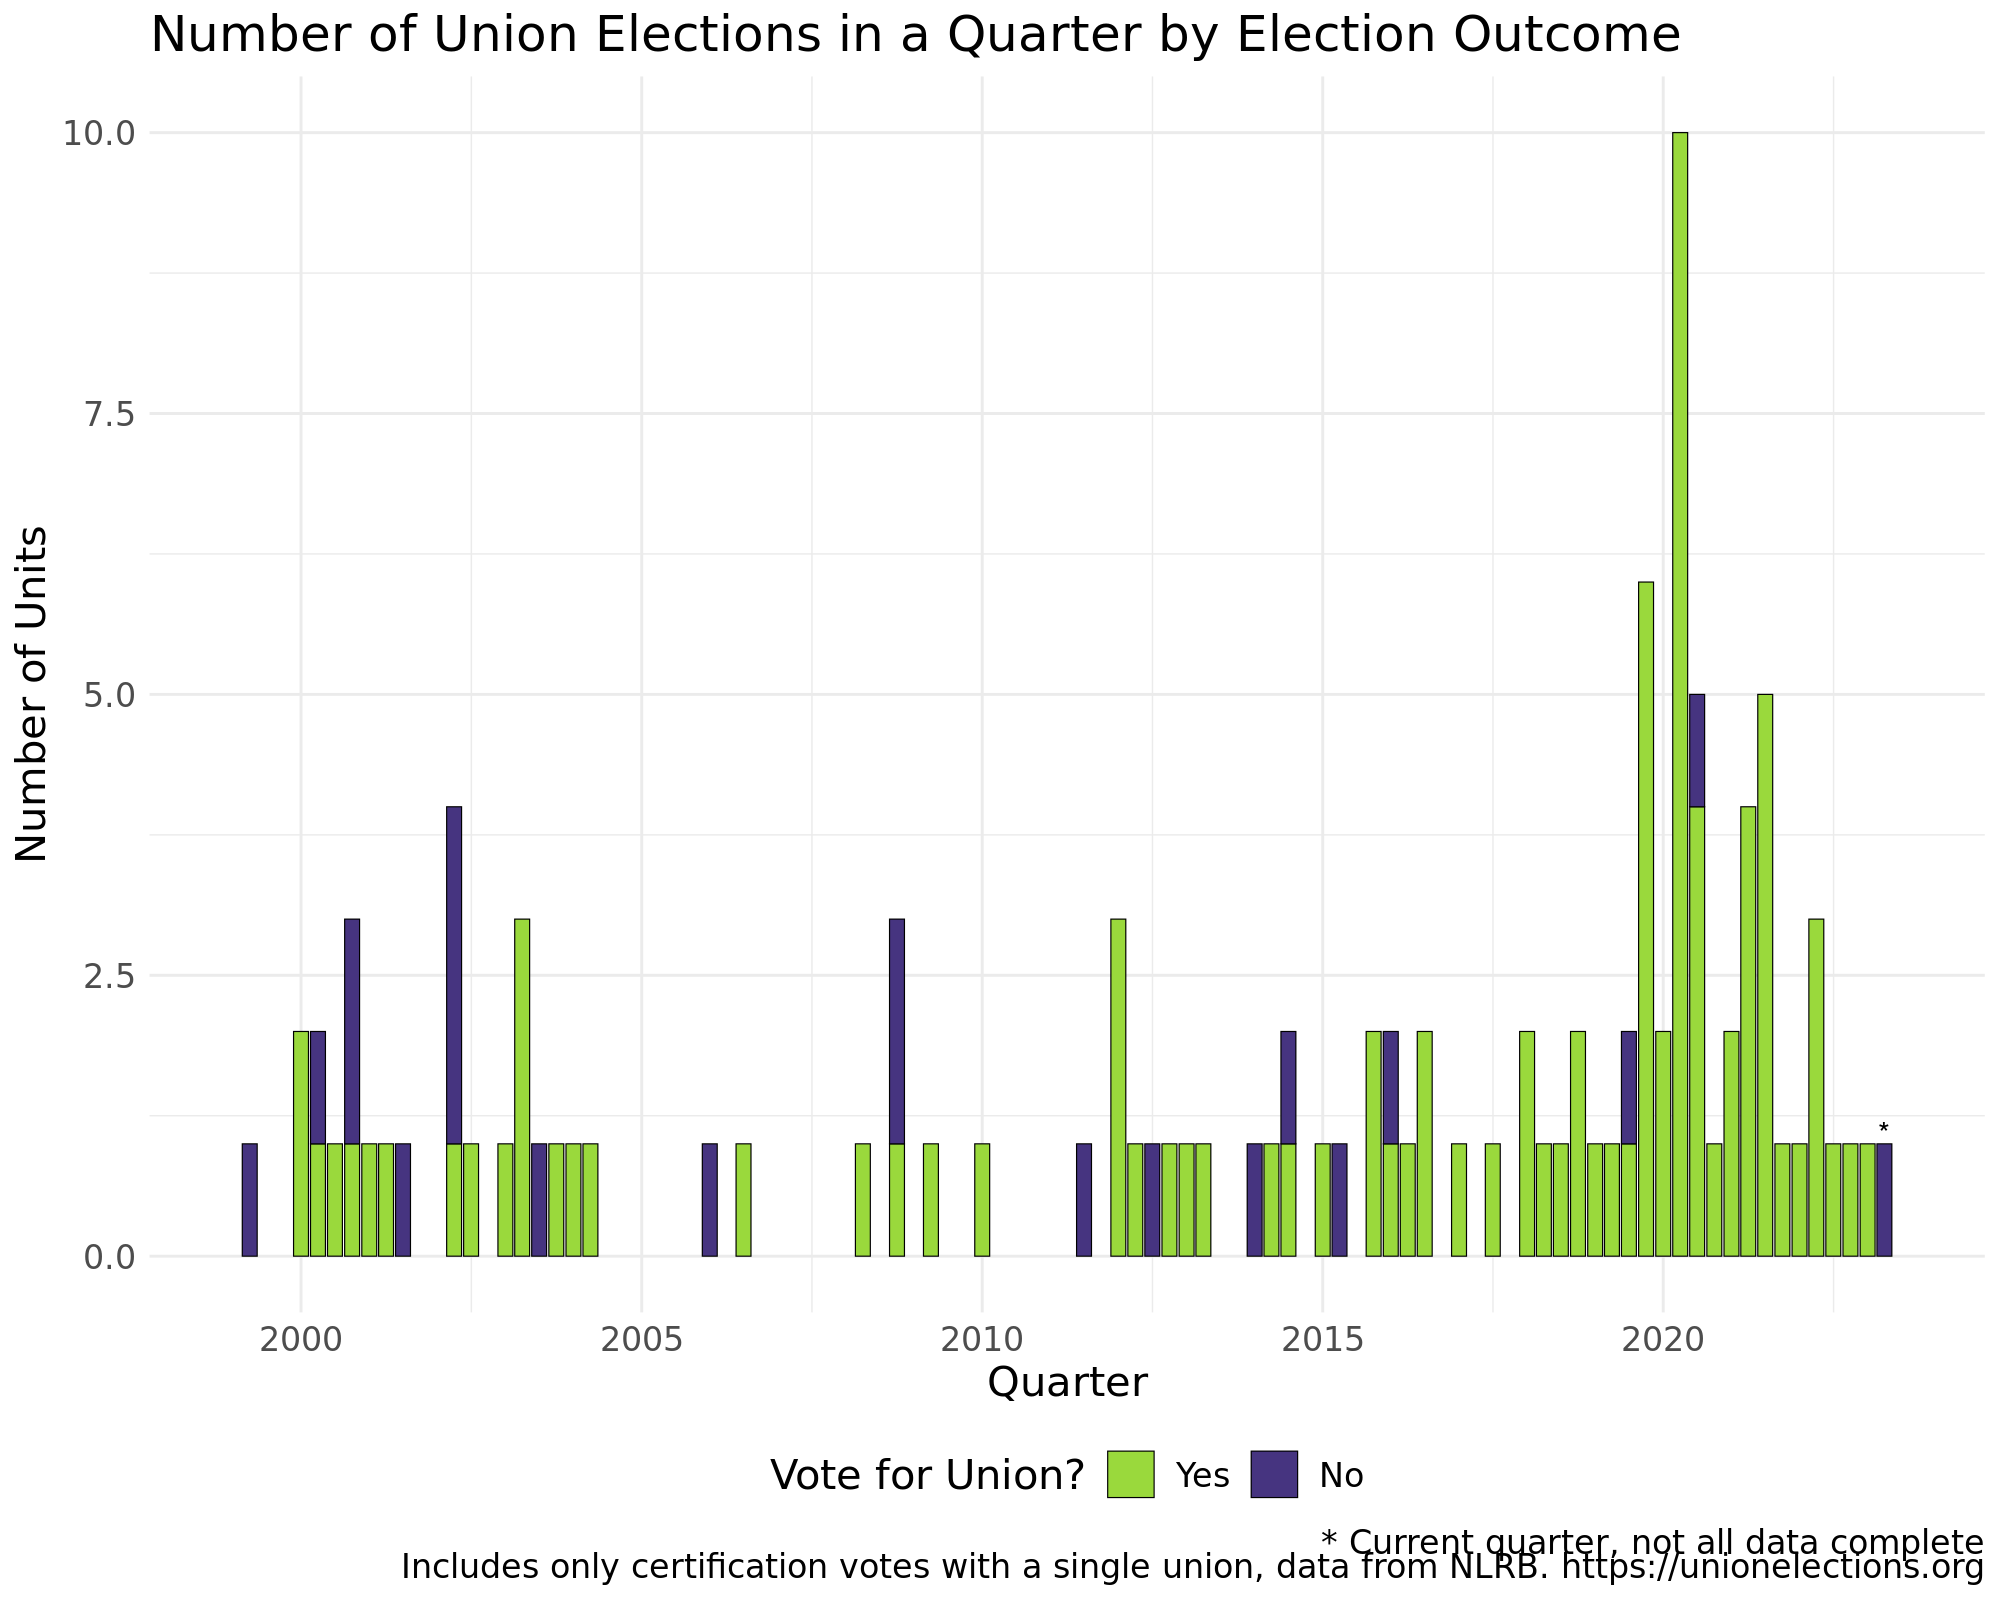 Number of Union Elections in a Quarter by Election Outcome
10.0
7.5
5.0
2.5
0.0
Number of Units
*
2000 2005 2010 2015 2020
Quarter
Vote for Union? Yes No
* Current quarter, not all data complete
Includes only certification votes with a single union, data from NLRB. https://unionelections.org